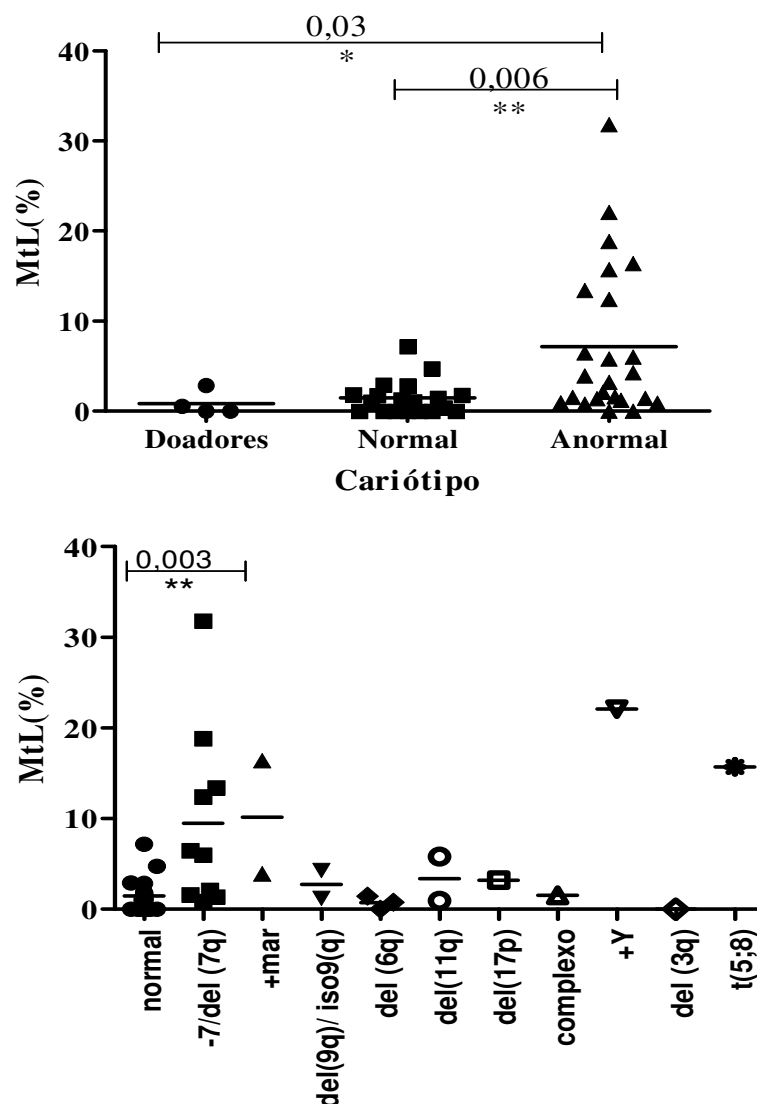 0,03
*
40
0,006
**
30
MtL(%)
20
10
0
Doadores Normal Anormal
Cariótipo
40
0,003
**
30
MtL(%)
20
10
0
normal
-7/del (7q)
+mar
del(9q)/ iso9(q)
del (6q)
del(11q)
del(17p)
complexo
+Y
del (3q)
t(5;8)